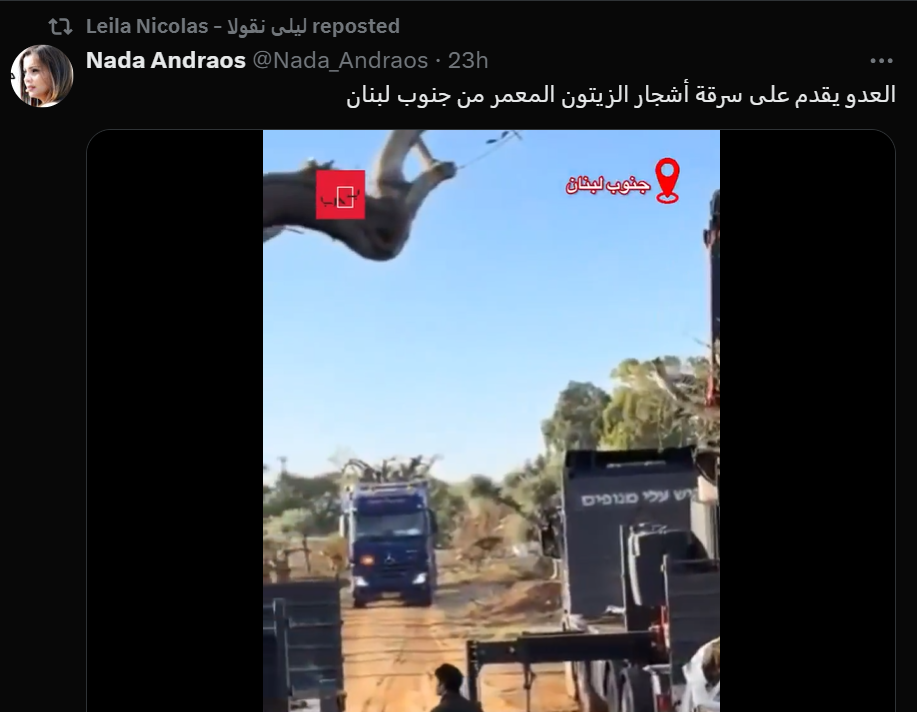 Leila Nicolas - ليلى نقولا reposted
Nada Andraos @Nada_Andraos · 23h
العدو يقدم على سرقة أشجار الزيتون المعمر من جنوب لبنان
جنوب لبنان
יש עלי מנופים